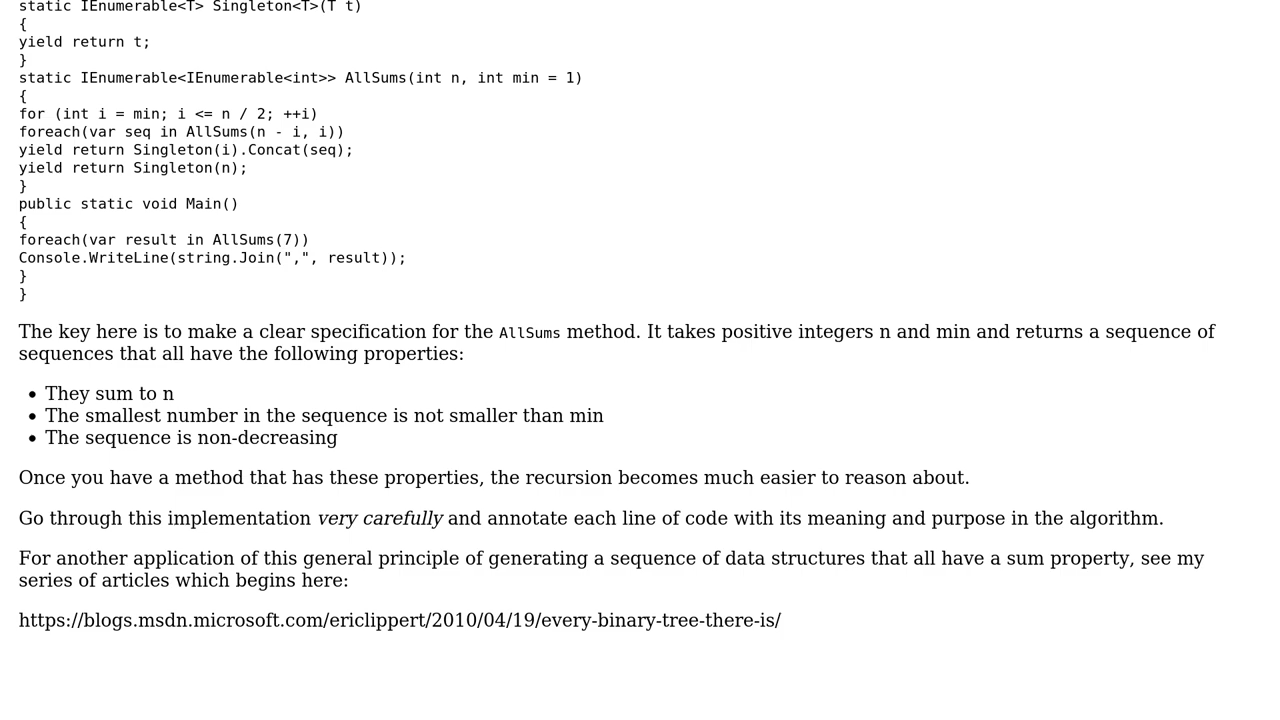 static IEnumerable<T> Singleton<T>(T t)
{
yield return t;
}
static IEnumerable<IEnumerable<int>> AllSums(int n, int min = 1)
{
for (int i = min; i <= n / 2; ++i)
foreach(var seq in AllSums(n - i, i))
yield return Singleton(i).Concat(seq);
yield return Singleton(n);
}
public static void Main()
{
foreach(var result in AllSums(7))
Console.WriteLine(string.Join(",", result));
}
}
The key here is to make a clear specification for the AllSums method. It takes positive integers n and min and returns a sequence of
sequences that all have the following properties:
• They sum to n
• The smallest number in the sequence is not smaller than min
• The sequence is non-decreasing
Once you have a method that has these properties, the recursion becomes much easier to reason about.
Go through this implementation very carefully and annotate each line of code with its meaning and purpose in the algorithm.
For another application of this general principle of generating a sequence of data structures that all have a sum property, see my
series of articles which begins here:
https://blogs.msdn.microsoft.com/ericlippert/2010/04/19/every-binary-tree-there-is/